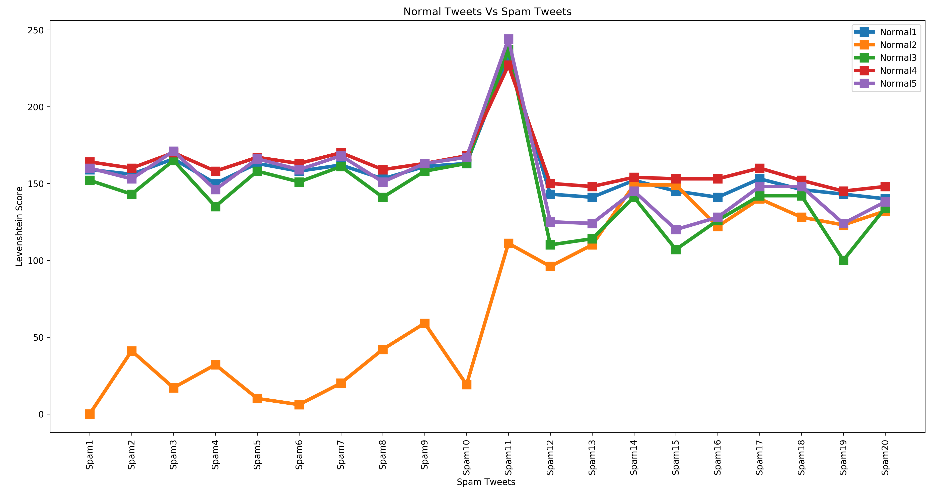 Normal Tweets Vs Spam Tweets
Normal1
Normal2
Normal3
Normal4
Normal5
Levenshtein Score
250
200
150
100
50
0
Spam1
Spam2
Spam3
Spam4
Spam5
Spam6
Spam7
Spam8
Spam9
Spam10
Spam11
Spam12
Spam13
Spam14
Spam15
Spam16
Spam17
Spam18
Spam19
Spam20
Spam Tweets